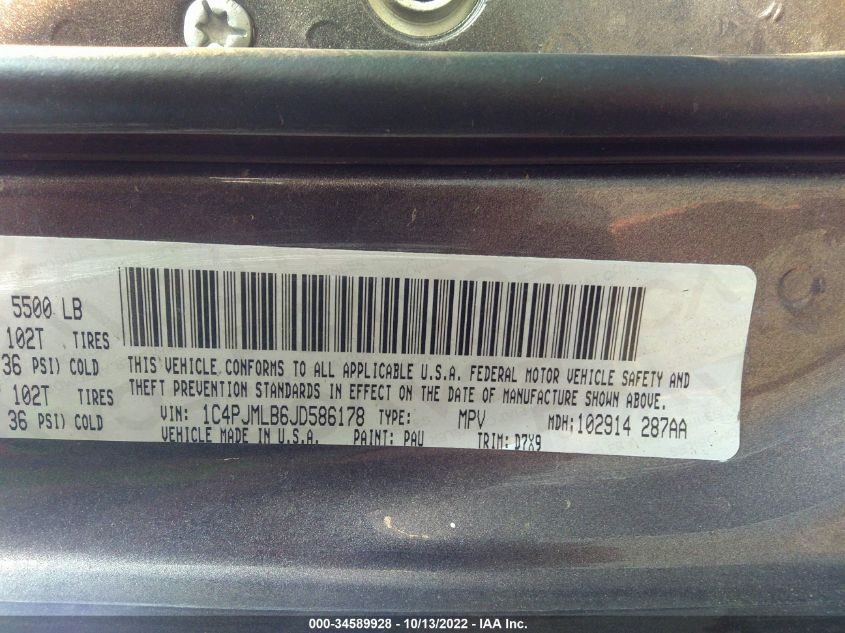 5500 LB
102T TIRES
36 PSI) COLD
102T TIRES
36 PSI) COLD
THIS VEHICLE CONFORMS TO ALL APPLICABLE U.S.A. FEDERAL MOTOR VEHICLE SAFETY AND
THEFT PREVENTION STANDARDS IN EFFECT ON THE DATE OF MANUFACTURE SHOWN ABOVE.
VIN: 1C4PJMLB6JD586178 TYPE: MPV MDH:102914 287AA
VEHICLE MADE IN U.S.A. PAINT: PAU TRIM: D7X9
000-34589928 - 10/13/2022 - IAA Inc.